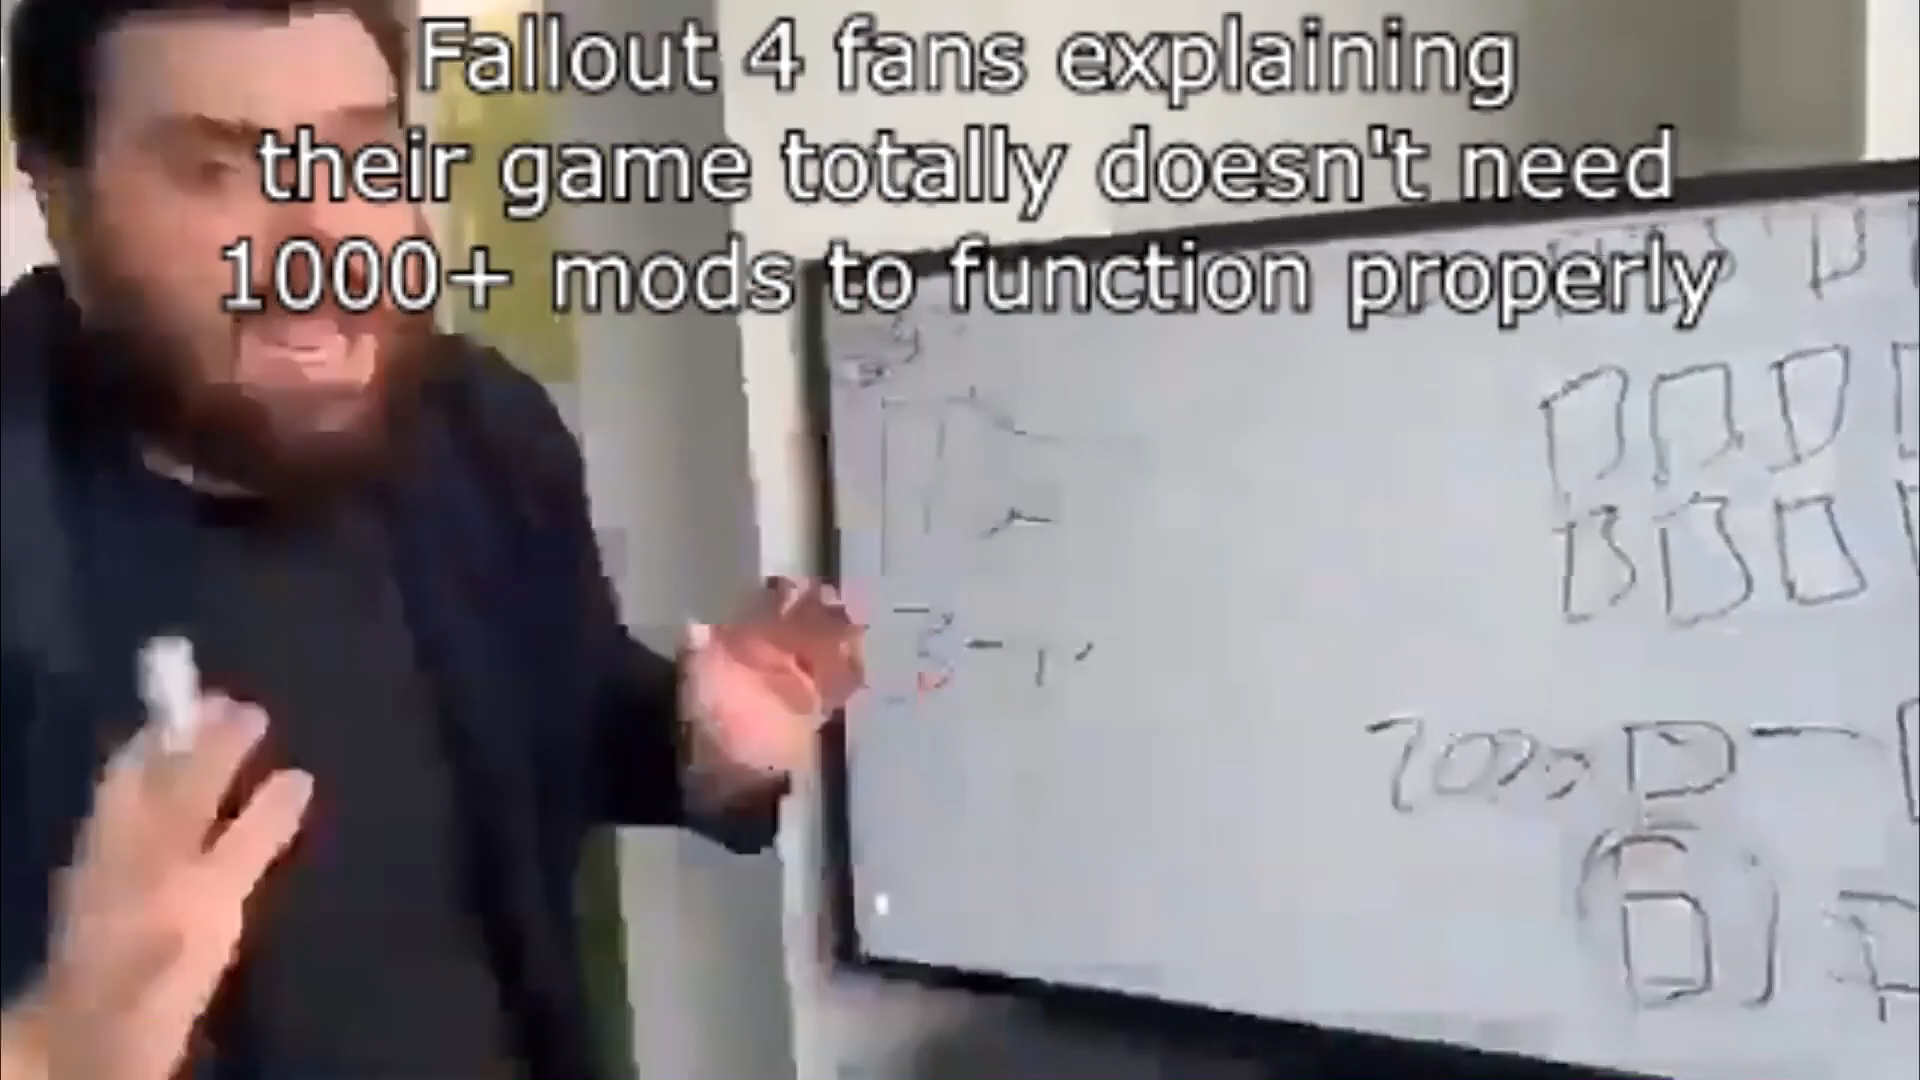 Fallout 4 fans explaining
their game totally doesn't need
1000+ mods to function properly